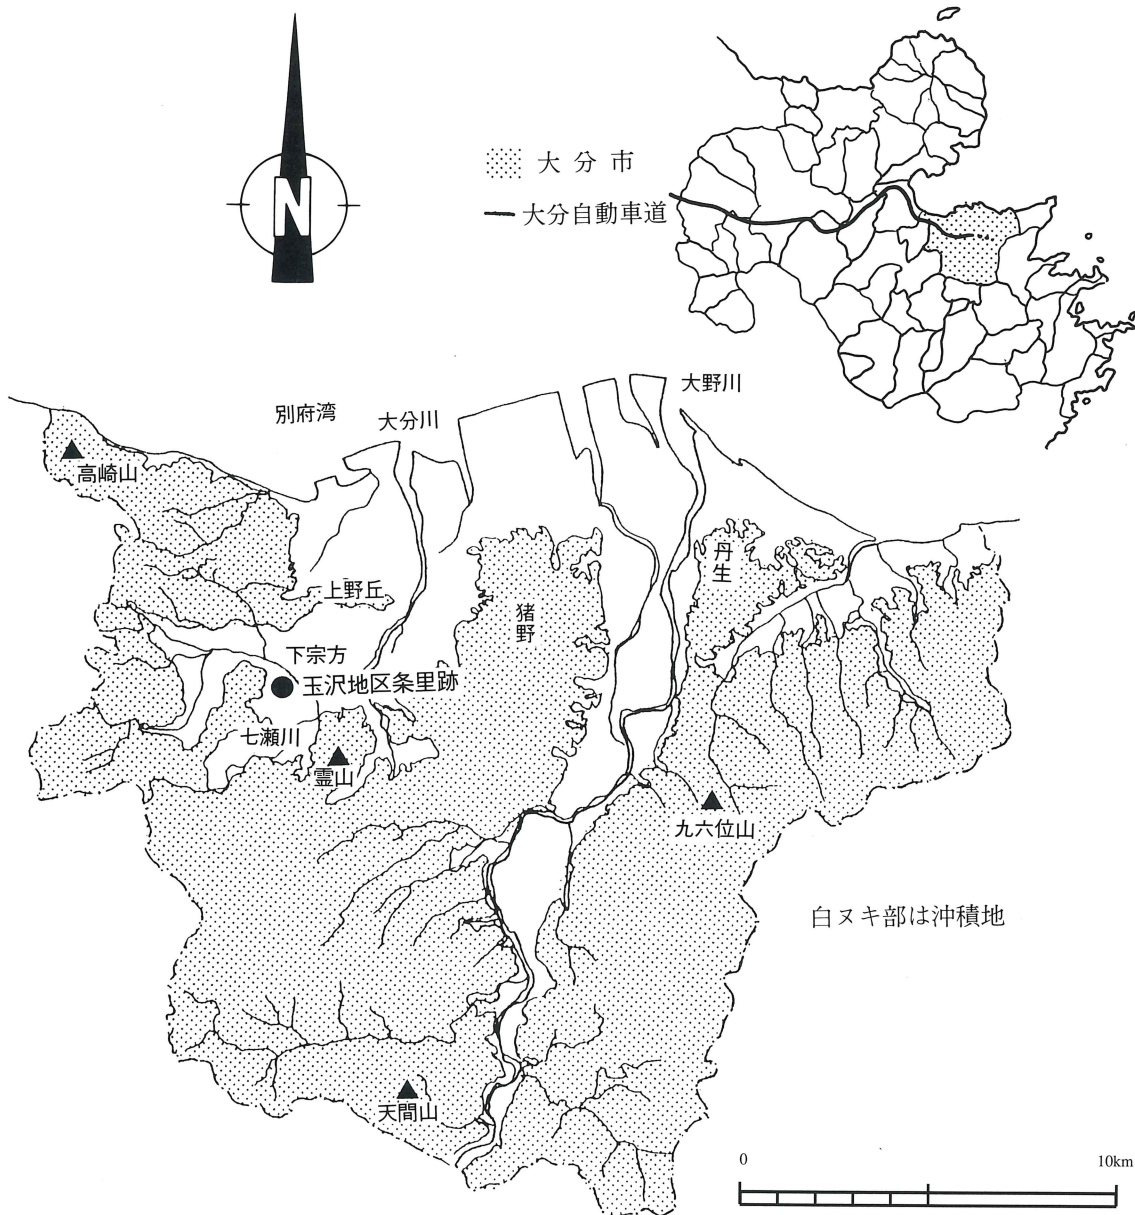 N
大分市
大分自動車道
別府湾
大分川
大野川
高崎山
丹生
上野丘
猪野
下宗方
玉沢地区条里跡
七瀬川
霊山
九六位山
白ヌキ部は沖積地
天間山
0
10km